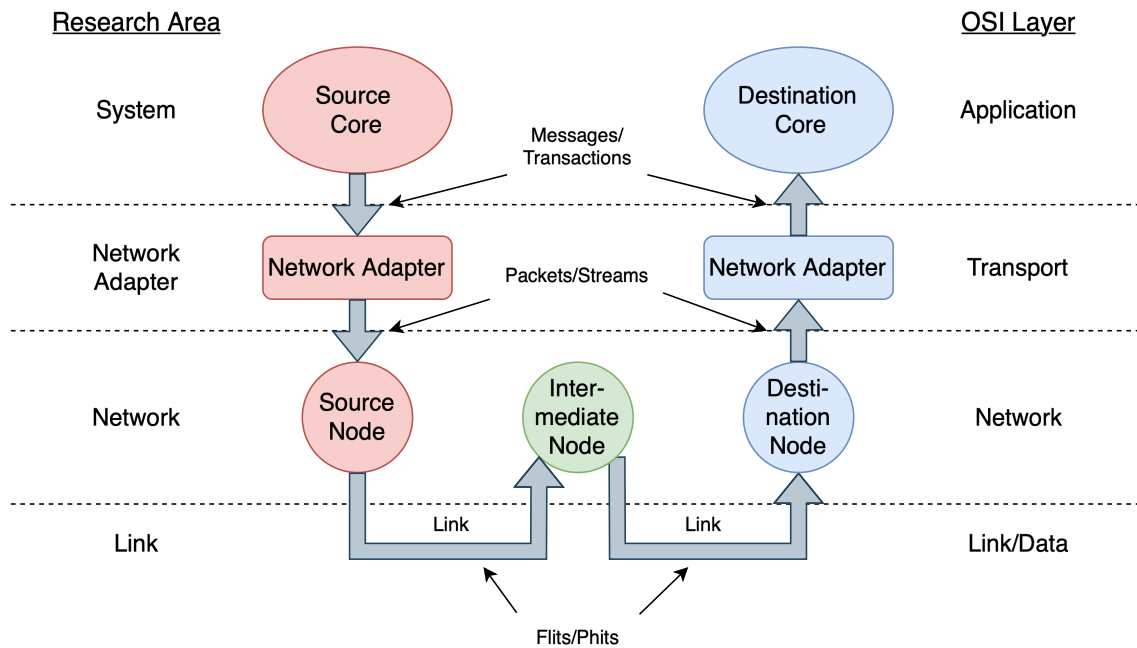 Research Area
OSI Layer
System
Source
Core
Destination
Core
Application
Messages/
Transactions
Network
Adapter
Network Adapter
Packets/Streams
Network Adapter
Transport
Network
Source
Node
Inter-
mediate
Node
Desti-
nation
Node
Network
Link
Link
Link
Link/Data
Flits/Phits